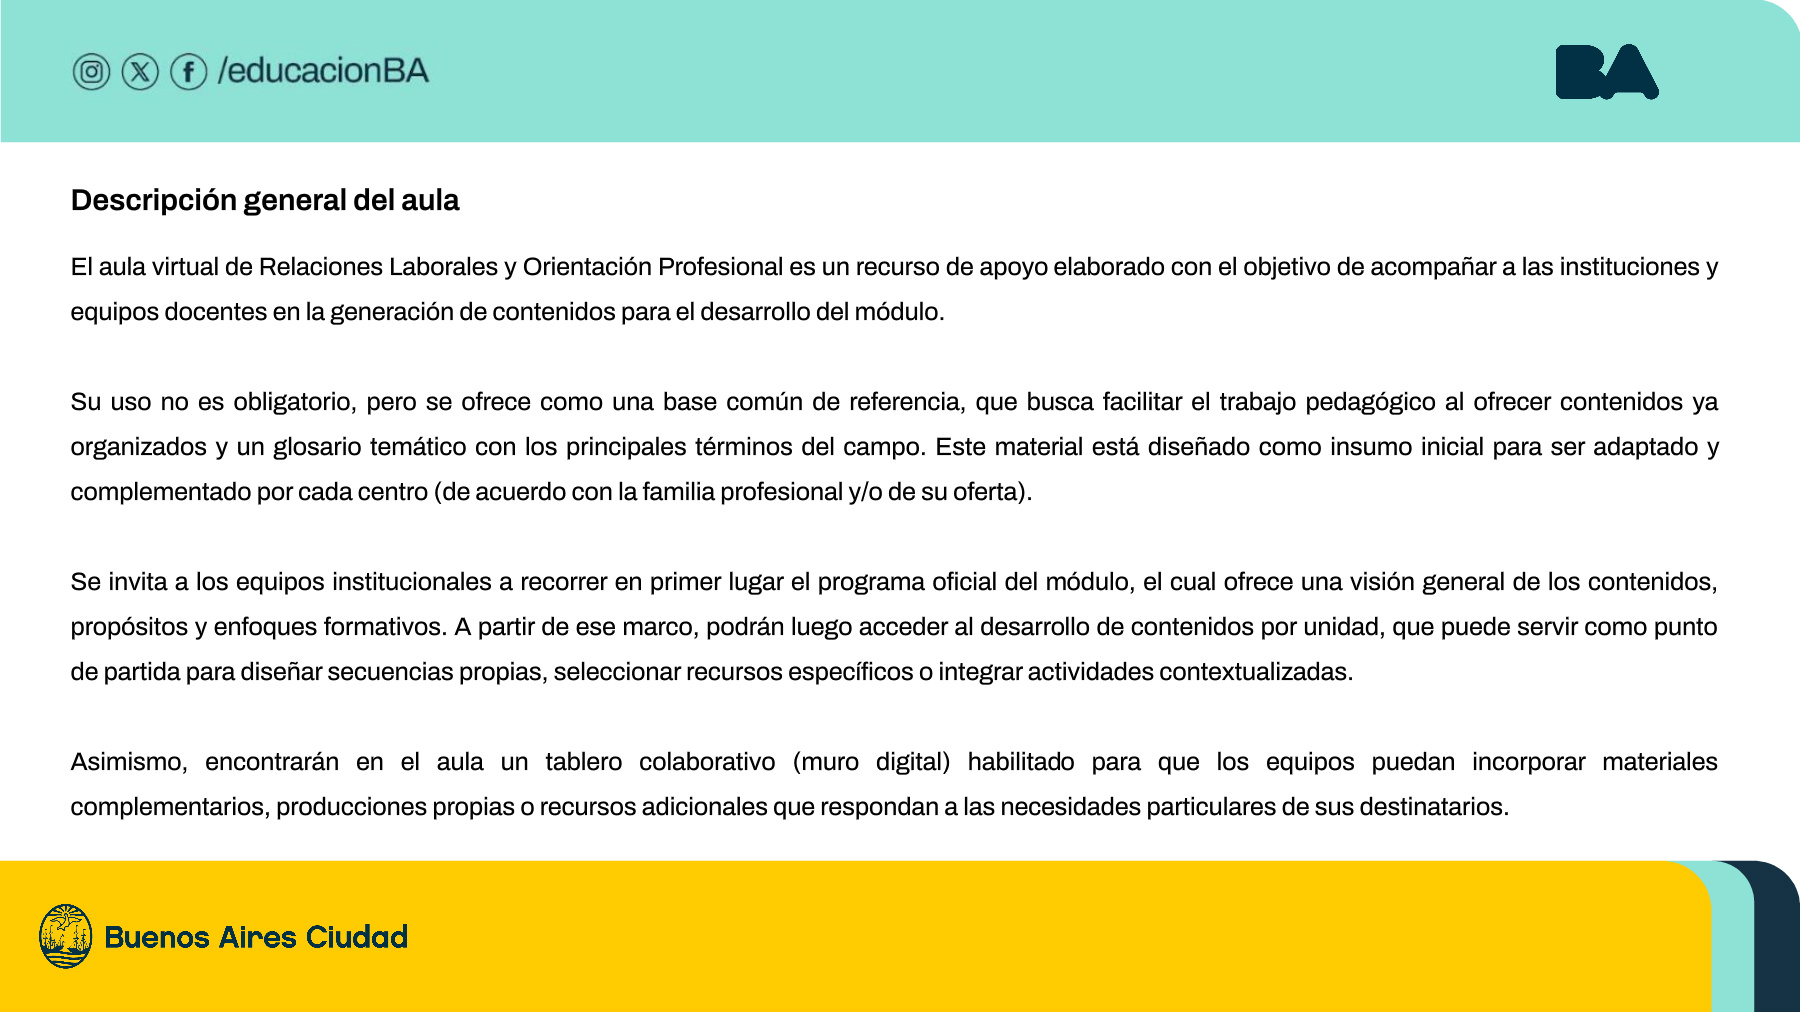 /educacionBA
BA
Descripción general del aula
El aula virtual de Relaciones Laborales y Orientación Profesional es un recurso de apoyo elaborado con el objetivo de acompañar a las instituciones y
equipos docentes en la generación de contenidos para el desarrollo del módulo.
Su uso no es obligatorio, pero se ofrece como una base común de referencia, que busca facilitar el trabajo pedagógico al ofrecer contenidos ya
organizados y un glosario temático con los principales términos del campo. Este material está diseñado como insumo inicial para ser adaptado y
complementado por cada centro (de acuerdo con la familia profesional y/o de su oferta).
Se invita a los equipos institucionales a recorrer en primer lugar el programa oficial del módulo, el cual ofrece una visión general de los contenidos,
propósitos y enfoques formativos. A partir de ese marco, podrán luego acceder al desarrollo de contenidos por unidad, que puede servir como punto
de partida para diseñar secuencias propias, seleccionar recursos específicos o integrar actividades contextualizadas.
Asimismo, encontrarán en el aula un tablero colaborativo (muro digital) habilitado para que los equipos puedan incorporar materiales
complementarios, producciones propias o recursos adicionales que respondan a las necesidades particulares de sus destinatarios.
Buenos Aires Ciudad